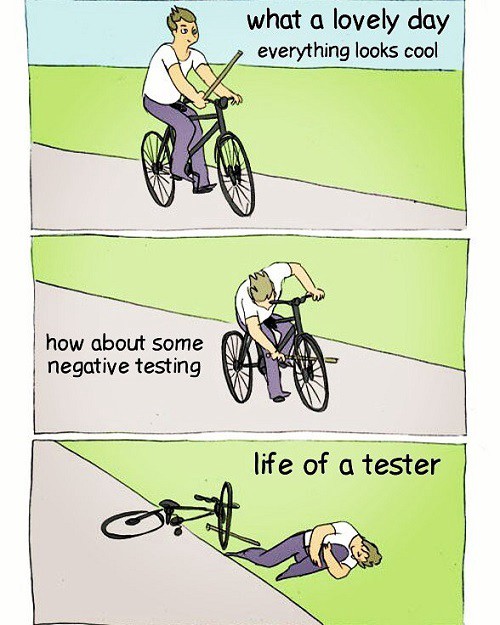 what a lovely day
everything looks cool
how about some
negative testing
life of a tester